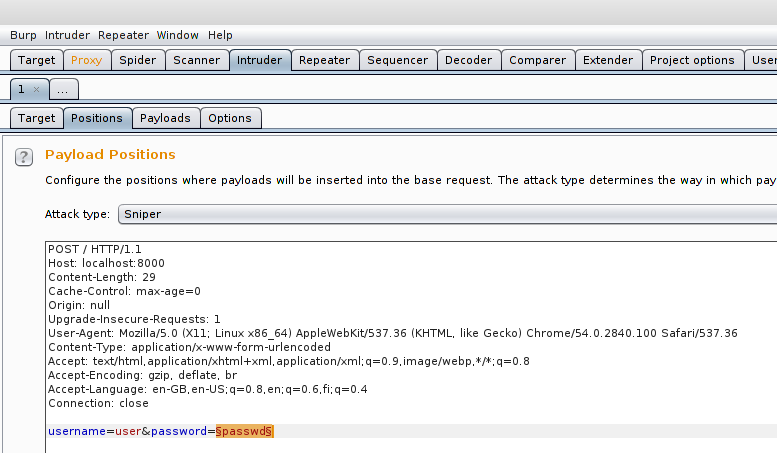 Burp Intruder Repeater Window Help
Target Proxy Spider Scanner Intruder Repeater Sequencer Decoder Comparer Extender Project options User
1 × ...
Target Positions Payloads Options
? Payload Positions
Configure the positions where payloads will be inserted into the base request. The attack type determines the way in which pay
Attack type: Sniper
POST / HTTP/1.1
Host: localhost:8000
Content-Length: 29
Cache-Control: max-age=0
Origin: null
Upgrade-Insecure-Requests: 1
User-Agent: Mozilla/5.0 (X11; Linux x86_64) AppleWebKit/537.36 (KHTML, like Gecko) Chrome/54.0.2840.100 Safari/537.36
Content-Type: application/x-www-form-urlencoded
Accept: text/html,application/xhtml+xml,application/xml;q=0.9,image/webp,*/*;q=0.8
Accept-Encoding: gzip, deflate, br
Accept-Language: en-GB,en-US;q=0.8,en;q=0.6,fi;q=0.4
Connection: close
username=user&password=§passwd§